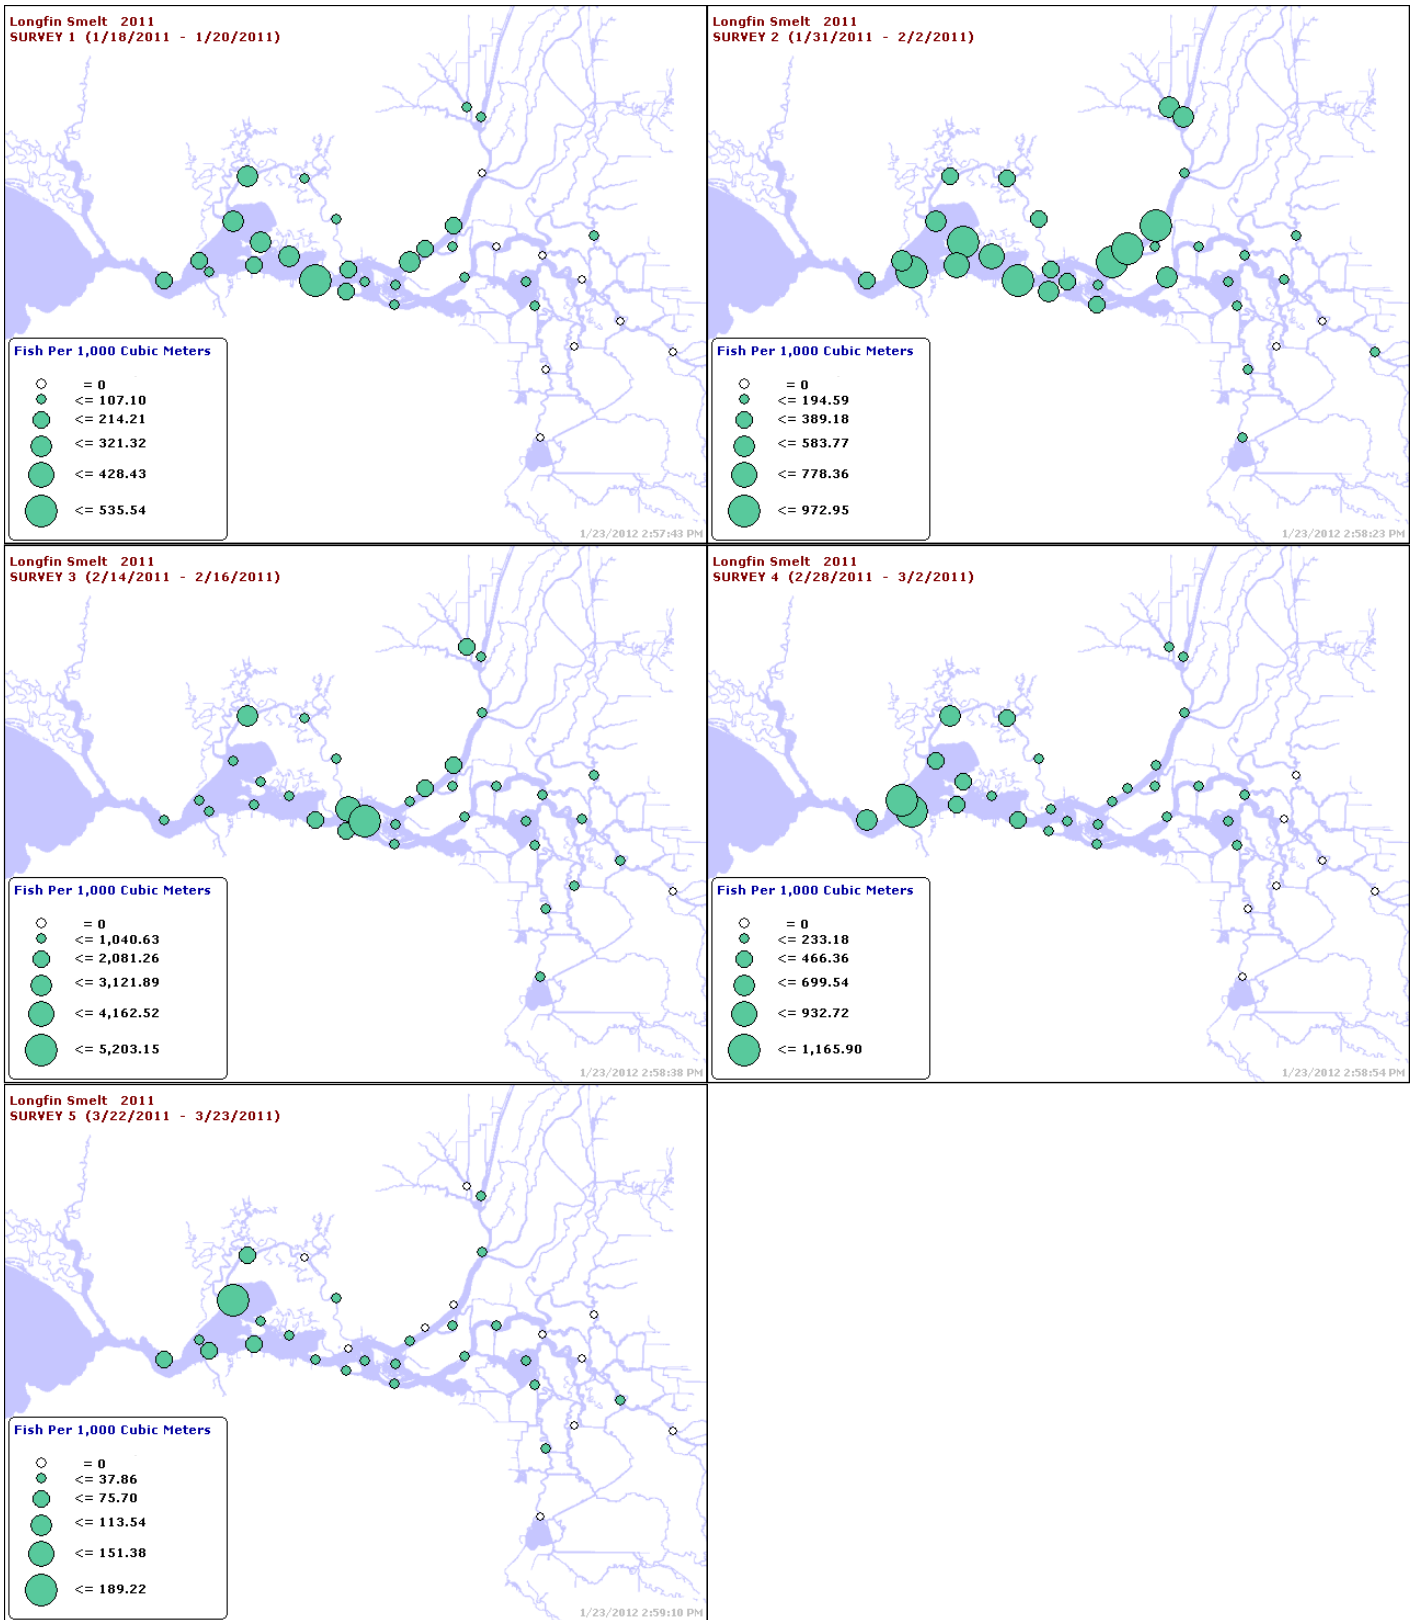 Longfin Smelt 2011
SURVEY 1 (1/18/2011 - 1/20/2011)
Fish Per 1,000 Cubic Meters
= 0
<= 107.10
<= 214.21
<= 321.32
<= 428.43
<= 535.54
1/23/2012 2:57:43 PM
Longfin Smelt 2011
SURVEY 2 (1/31/2011 - 2/2/2011)
Fish Per 1,000 Cubic Meters
= 0
<= 194.59
<= 389.18
<= 583.77
<= 778.36
<= 972.95
1/23/2012 2:58:23 PM
Longfin Smelt 2011
SURVEY 3 (2/14/2011 - 2/16/2011)
Fish Per 1,000 Cubic Meters
= 0
<= 1,040.63
<= 2,081.26
<= 3,121.89
<= 4,162.52
<= 5,203.15
1/23/2012 2:58:38 PM
Longfin Smelt 2011
SURVEY 4 (2/28/2011 - 3/2/2011)
Fish Per 1,000 Cubic Meters
= 0
<= 233.18
<= 466.36
<= 699.54
<= 932.72
<= 1,165.90
1/23/2012 2:58:54 PM
Longfin Smelt 2011
SURVEY 5 (3/22/2011 - 3/23/2011)
Fish Per 1,000 Cubic Meters
= 0
<= 37.86
<= 75.70
<= 113.54
<= 151.38
<= 189.22
1/23/2012 2:59:10 PM